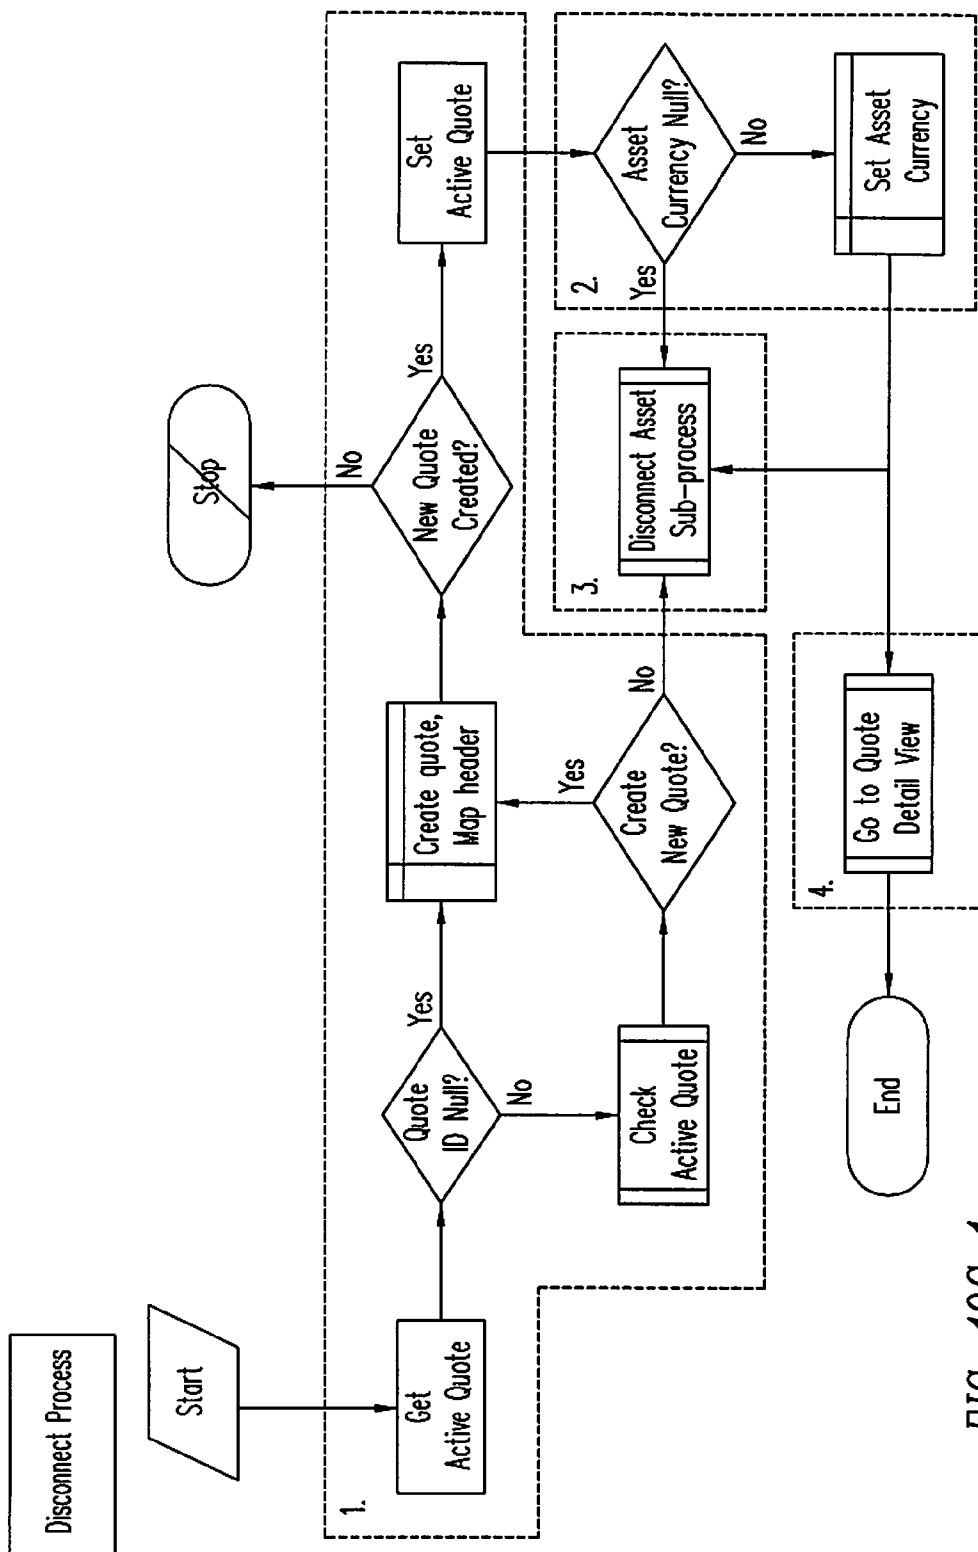 Disconnect Process
Start
Stop
1.
Get
Active Quote
Quote
ID Null?
Yes
No
Create quote,
Map header
New Quote
Created?
No
Yes
Set
Active Quote
Check
Active Quote
Create
New Quote?
Yes
No
2.
Asset
Currency Null?
Yes
No
Set Asset
Currency
3.
Disconnect Asset
Sub-process
4.
Go to Quote
Detail View
End
FIG.